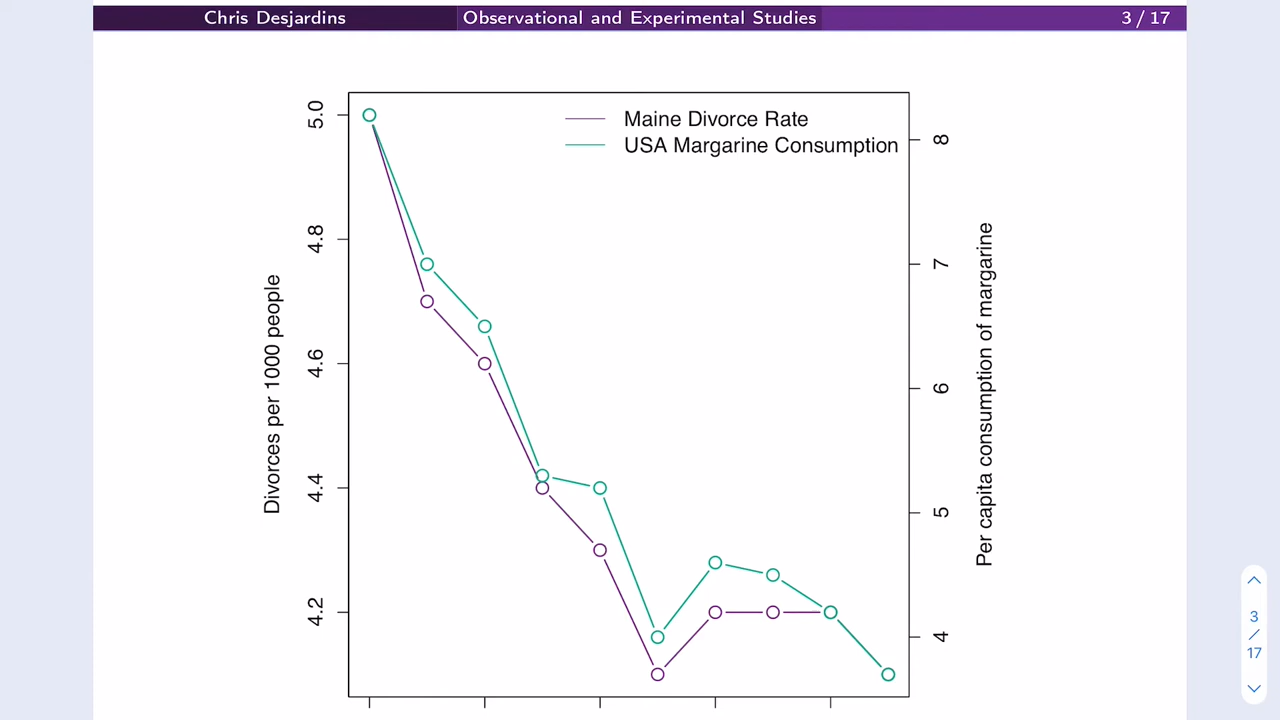 Chris Desjardins
Observational and Experimental Studies
3 / 17
Maine Divorce Rate
USA Margarine Consumption
Divorces per 1000 people
5.0
4.8
4.6
4.4
4.2
8
7
6
5
4
Per capita consumption of margarine
3
/
17